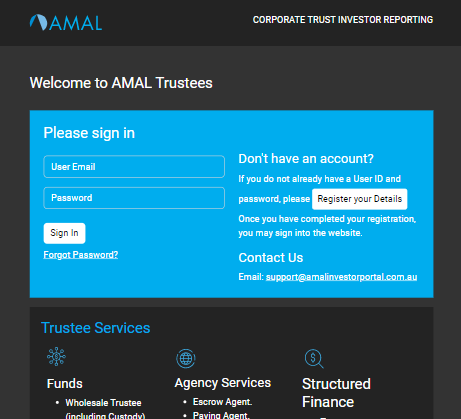 AMAL
CORPORATE TRUST INVESTOR REPORTING
Welcome to AMAL Trustees
Please sign in
User Email
Password
Sign In
Forgot Password?
Don't have an account?
If you do not already have a User ID and
password, please Register your Details
Once you have completed your registration,
you may sign into the website.
Contact Us
Email: support@amalinvestorportal.com.au
Trustee Services
Funds
Wholesale Trustee
(including Custody)
Agency Services
Escrow Agent.
Paying Agent.
Structured
Finance